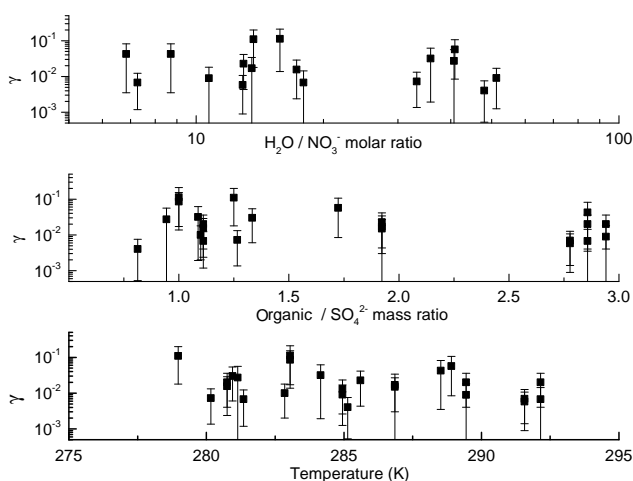 10⁻¹
γ
10⁻²
10⁻³
10
100
H₂O / NO₃⁻ molar ratio
10⁻¹
γ
10⁻²
10⁻³
1.0 1.5 2.0 2.5 3.0
Organic / SO₄²⁻ mass ratio
10⁻¹
γ
10⁻²
10⁻³
275 280 285 290 295
Temperature (K)